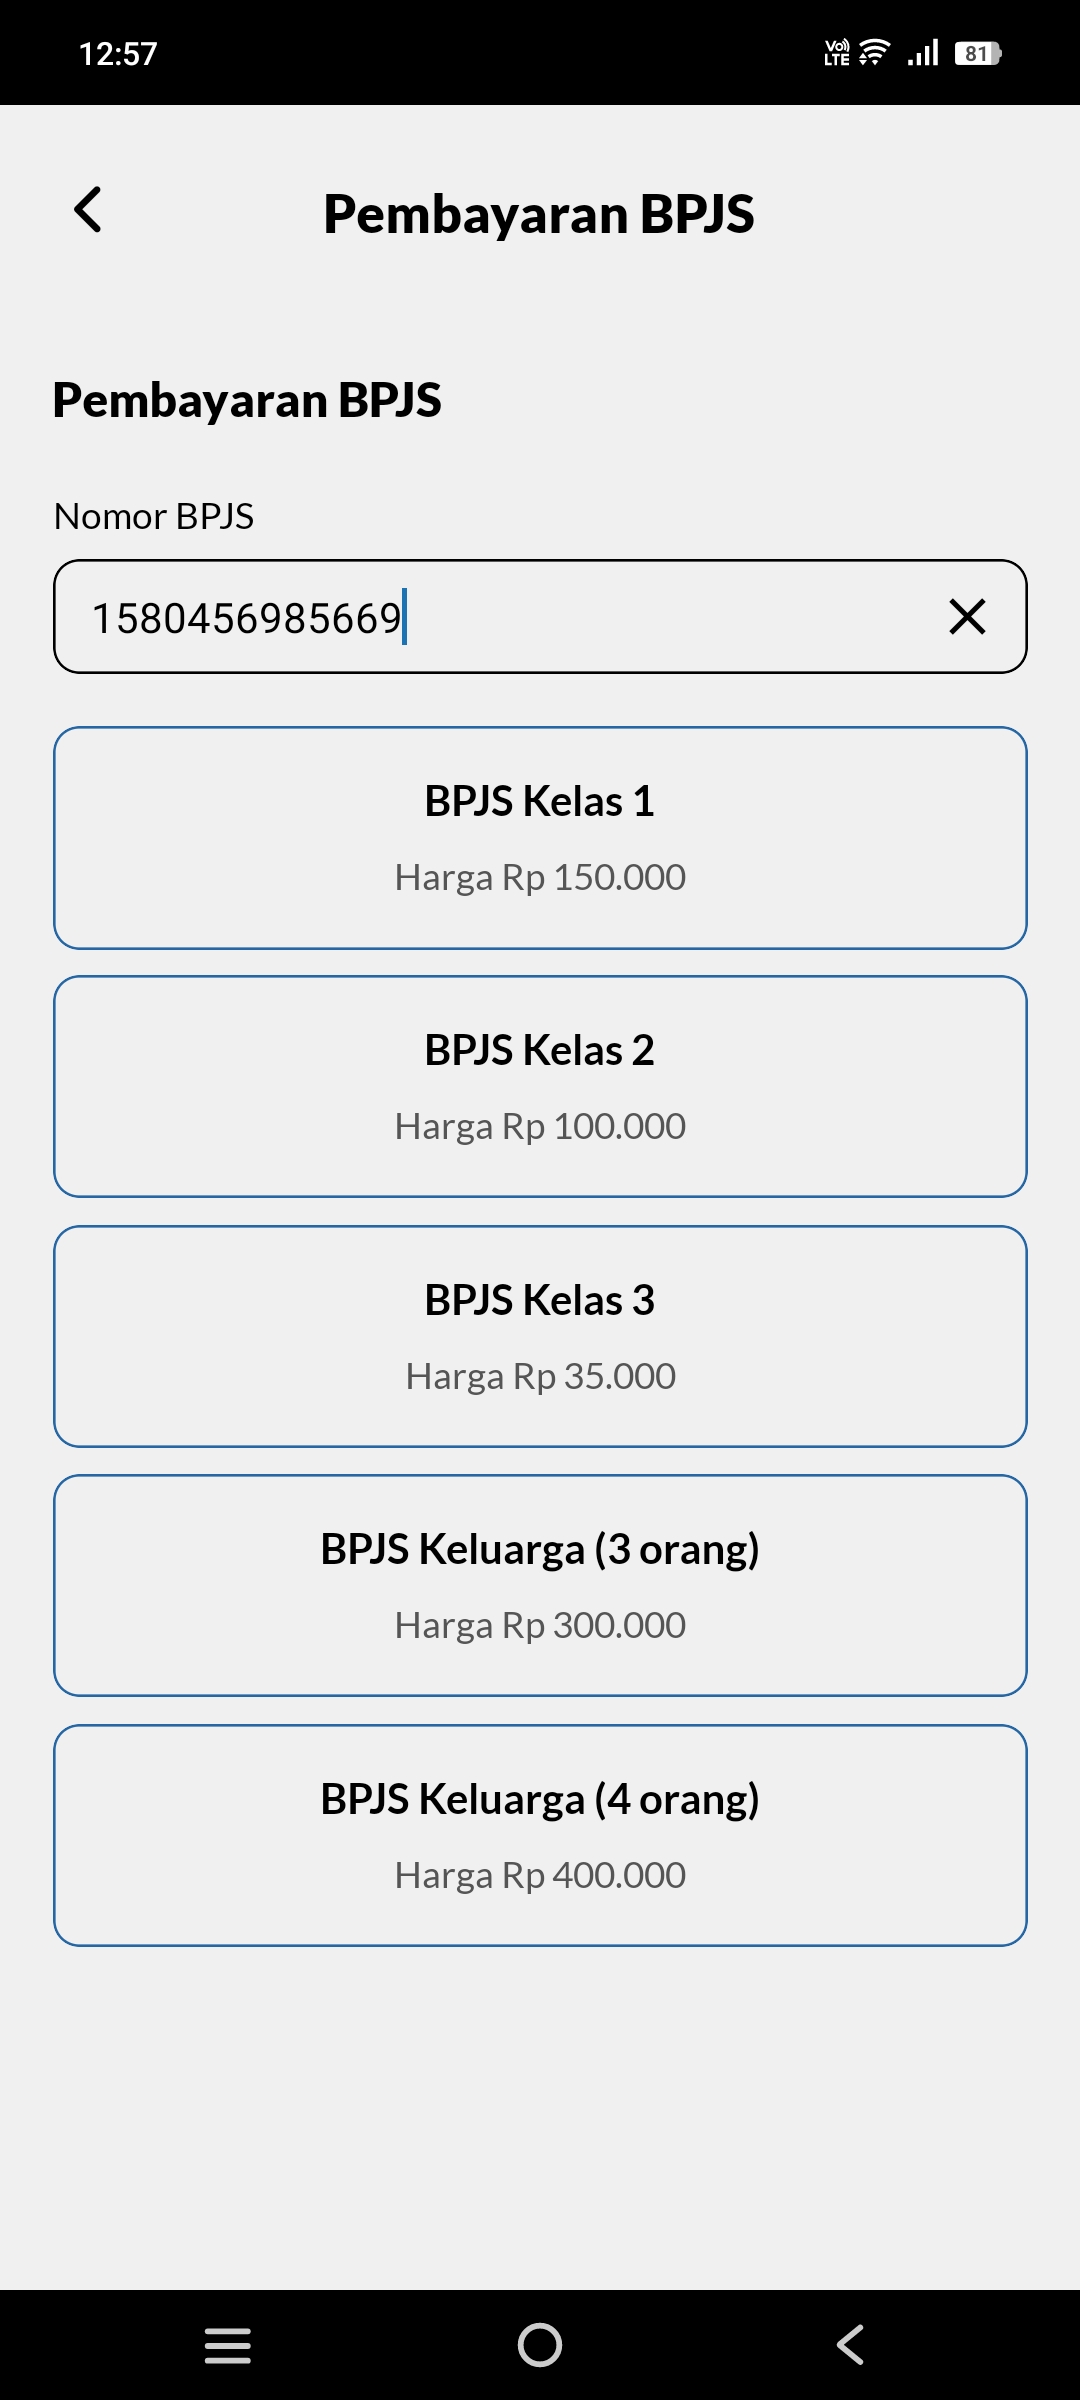 12:57
Vo LTE
81
Pembayaran BPJS
Pembayaran BPJS
Nomor BPJS
1580456985669
BPJS Kelas 1
Harga Rp 150.000
BPJS Kelas 2
Harga Rp 100.000
BPJS Kelas 3
Harga Rp 35.000
BPJS Keluarga (3 orang)
Harga Rp 300.000
BPJS Keluarga (4 orang)
Harga Rp 400.000